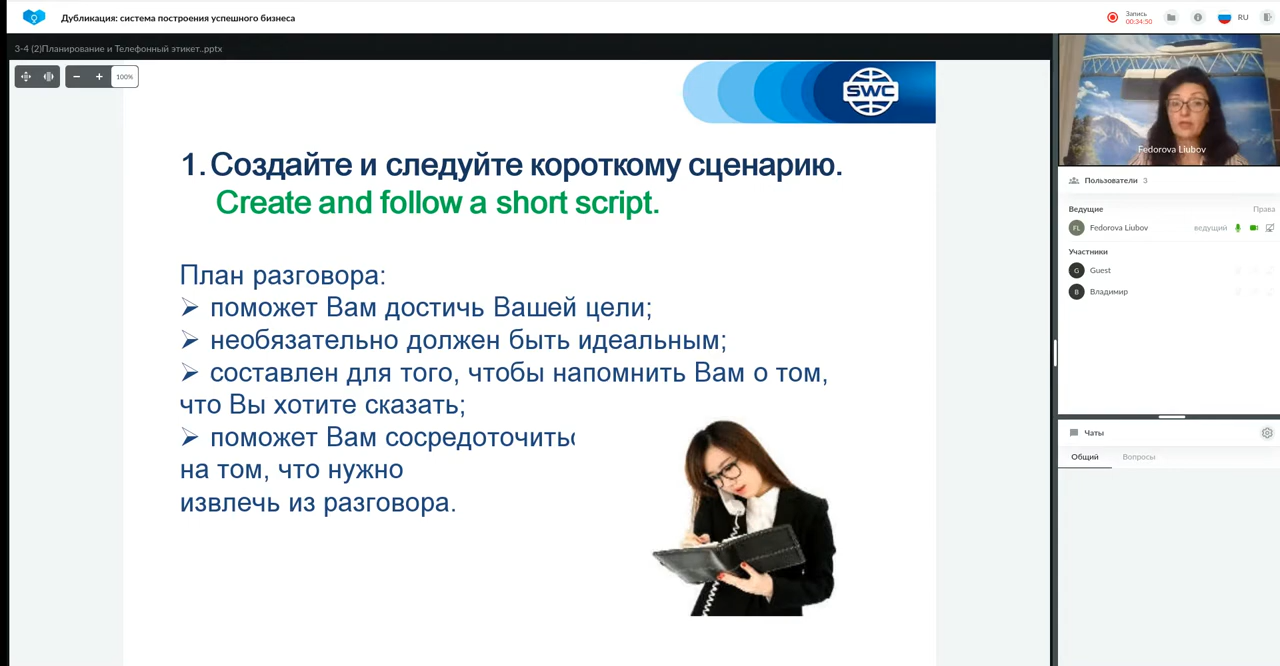 Дубликация: система построения успешного бизнеса
Запись
00:34:50
RU
3-4 (2)Планирование и Телефонный этикет..pptx
100%
SWC
1. Создайте и следуйте короткому сценарию.
Create and follow a short script.
План разговора:
➢ поможет Вам достичь Вашей цели;
➢ необязательно должен быть идеальным;
➢ составлен для того, чтобы напомнить Вам о том,
что Вы хотите сказать;
➢ поможет Вам сосредоточитьс
на том, что нужно
извлечь из разговора.
Fedorova Liubov
Пользователи 3
Ведущие Права
FL Fedorova Liubov ведущий
Участники
G Guest
В Владимир
Чаты
Общий Вопросы